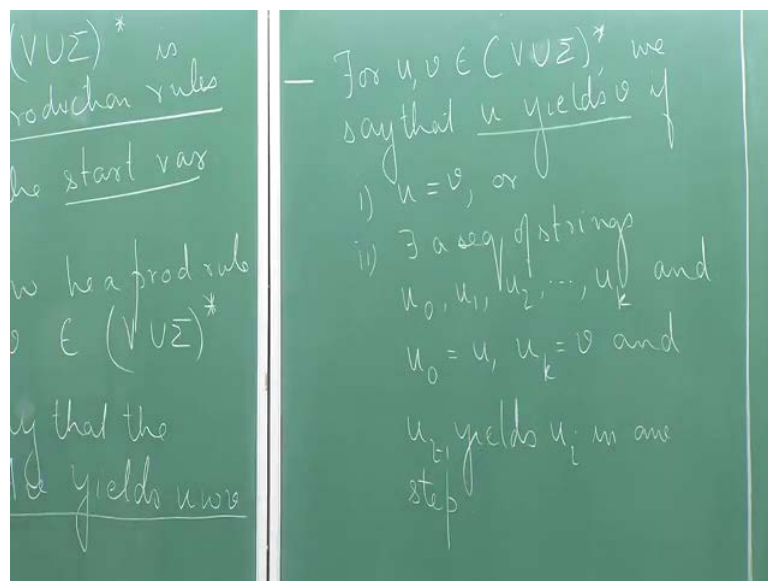 (V∪Σ)* is
roduction rules
he start var
w be a prod rule
v ∈ (V∪Σ)*
y that the
yields uwv
— For u,v ∈ (V∪Σ)*, we
say that u yields v if
i) u = v, or
ii) ∃ a seq of strings
u₀, u₁, u₂, ..., uₖ and
u₀ = u, uₖ = v and
uᵢ₋₁ yields uᵢ in one
step